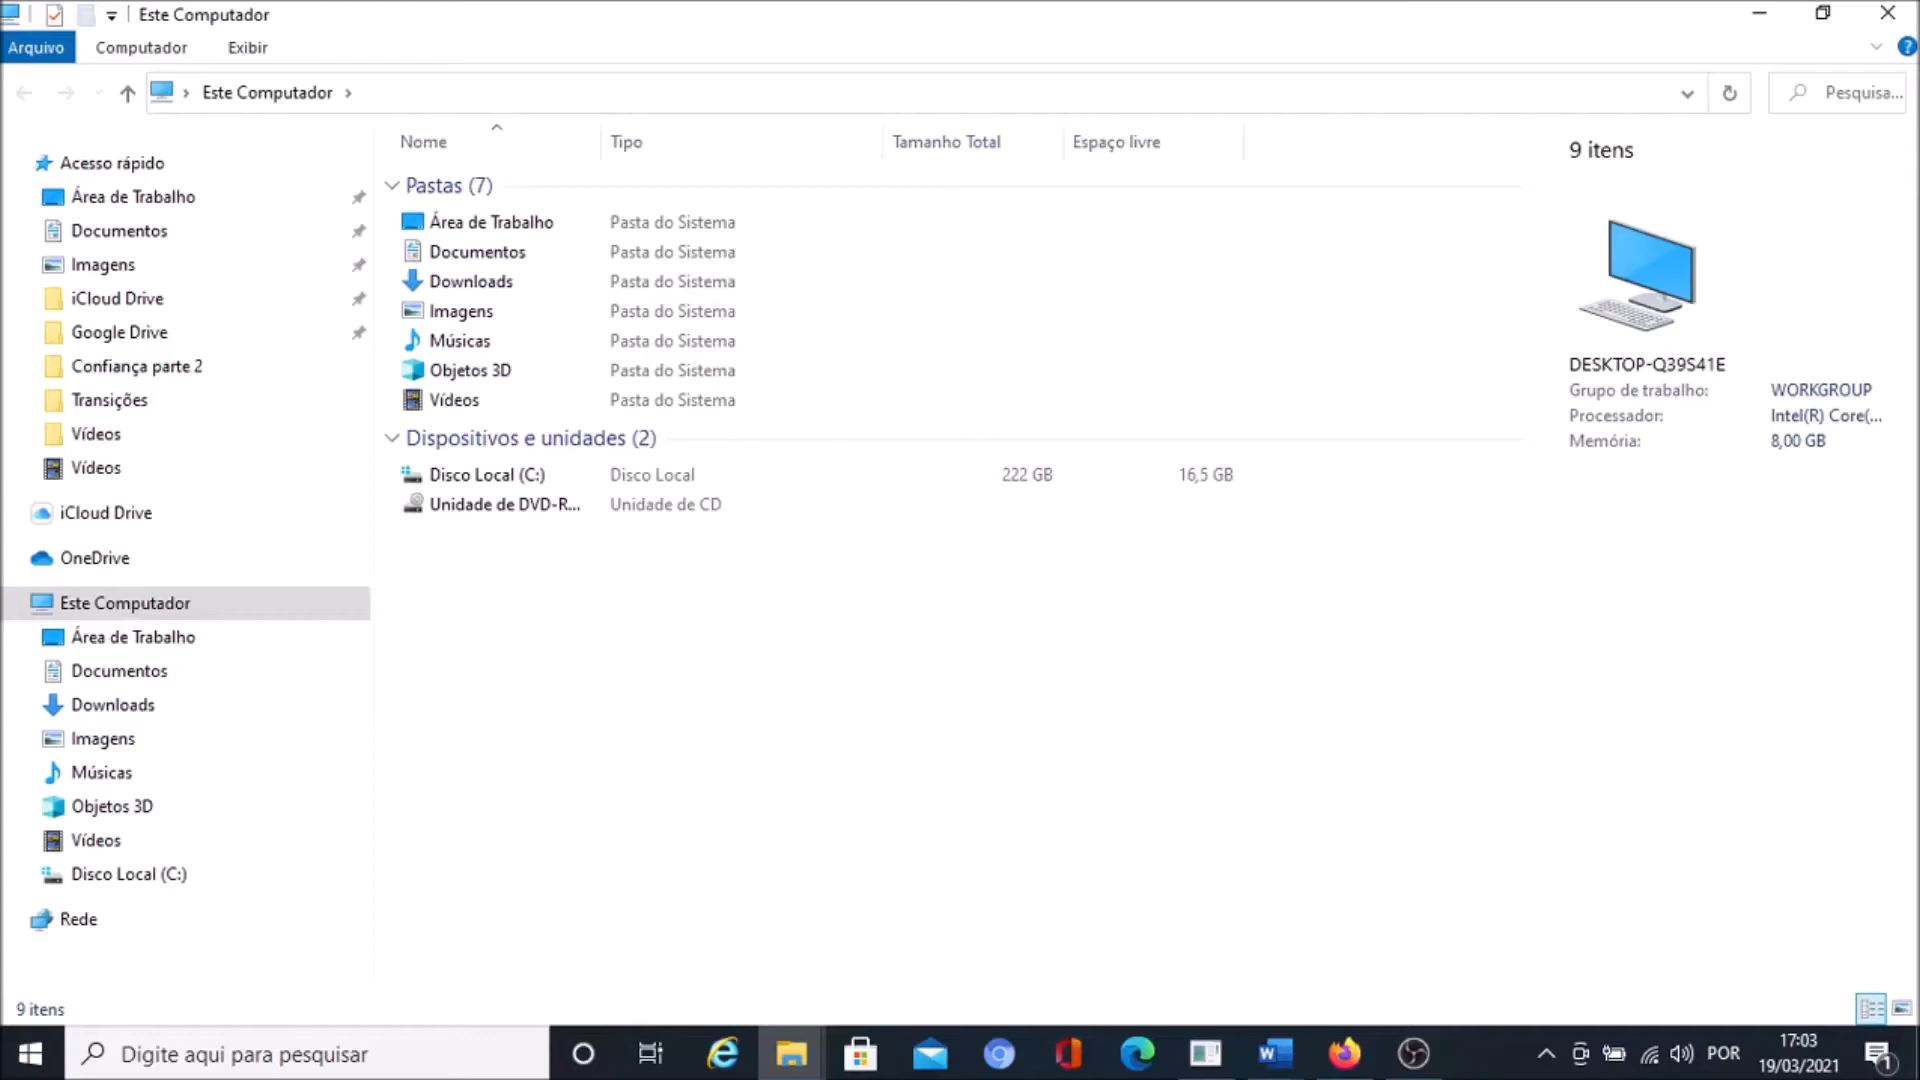 Este Computador
Arquivo Computador Exibir
Este Computador
Pesquisa...
Acesso rápido
Área de Trabalho
Documentos
Imagens
iCloud Drive
Google Drive
Confiança parte 2
Transições
Vídeos
Vídeos
iCloud Drive
OneDrive
Este Computador
Área de Trabalho
Documentos
Downloads
Imagens
Músicas
Objetos 3D
Vídeos
Disco Local (C:)
Rede
Nome Tipo Tamanho Total Espaço livre
Pastas (7)
Área de Trabalho Pasta do Sistema
Documentos Pasta do Sistema
Downloads Pasta do Sistema
Imagens Pasta do Sistema
Músicas Pasta do Sistema
Objetos 3D Pasta do Sistema
Vídeos Pasta do Sistema
Dispositivos e unidades (2)
Disco Local (C:) Disco Local 222 GB 16,5 GB
Unidade de DVD-R... Unidade de CD
9 itens
DESKTOP-Q39S41E
Grupo de trabalho: WORKGROUP
Processador: Intel(R) Core(...
Memória: 8,00 GB
9 itens
Digite aqui para pesquisar
POR
17:03
19/03/2021
1